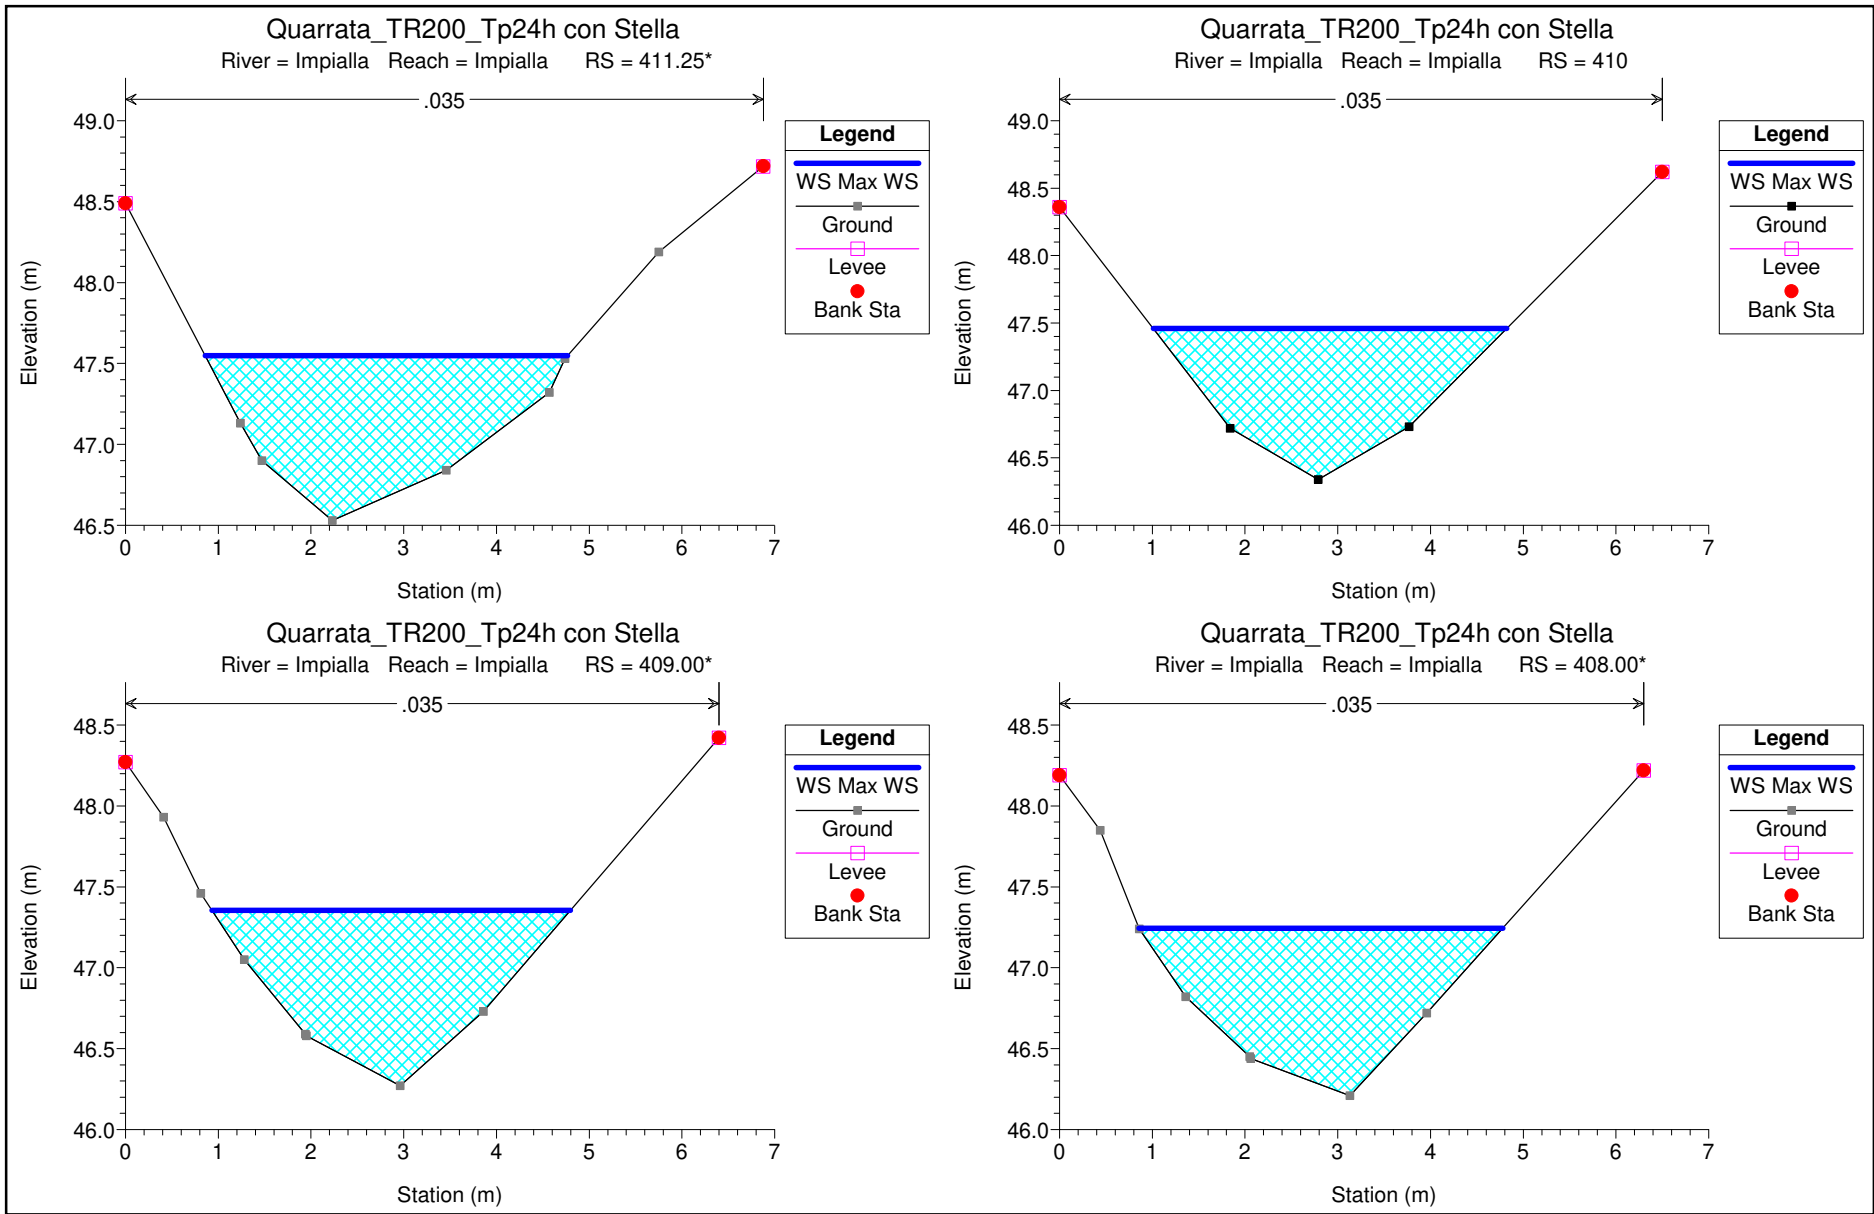 Quarrata_TR200_Tp24h con Stella
River = Impialla Reach = Impialla RS = 411.25*
.035
49.0
48.5
48.0
47.5
47.0
46.5
Elevation (m)
0 1 2 3 4 5 6 7
Station (m)
Legend
WS Max WS
Ground
Levee
Bank Sta
Quarrata_TR200_Tp24h con Stella
River = Impialla Reach = Impialla RS = 410
.035
49.0
48.5
48.0
47.5
47.0
46.5
46.0
Elevation (m)
0 1 2 3 4 5 6 7
Station (m)
Legend
WS Max WS
Ground
Levee
Bank Sta
Quarrata_TR200_Tp24h con Stella
River = Impialla Reach = Impialla RS = 409.00*
.035
48.5
48.0
47.5
47.0
46.5
46.0
Elevation (m)
0 1 2 3 4 5 6 7
Station (m)
Legend
WS Max WS
Ground
Levee
Bank Sta
Quarrata_TR200_Tp24h con Stella
River = Impialla Reach = Impialla RS = 408.00*
.035
48.5
48.0
47.5
47.0
46.5
46.0
Elevation (m)
0 1 2 3 4 5 6 7
Station (m)
Legend
WS Max WS
Ground
Levee
Bank Sta